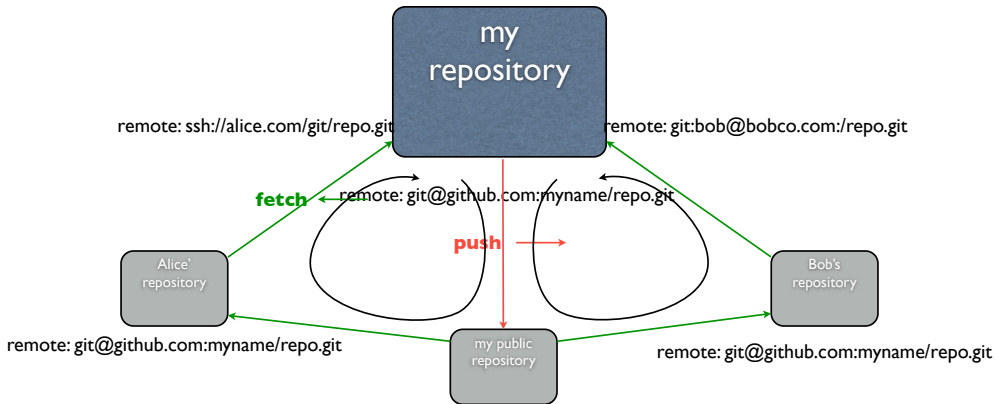 my
repository
remote: ssh://alice.com/git/repo.git
remote: git:bob@bobco.com:/repo.git
fetch
remote: git@github.com:myname/repo.git
push
Alice'
repository
Bob's
repository
remote: git@github.com:myname/repo.git
my public
repository
remote: git@github.com:myname/repo.git